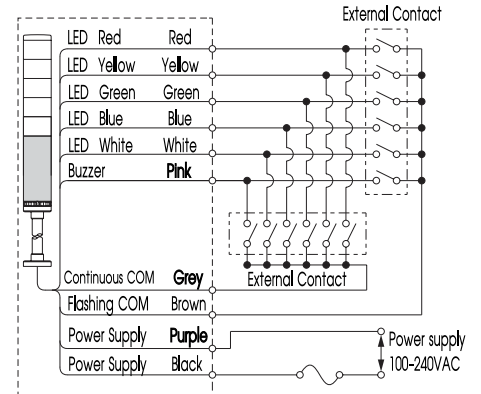 External Contact
LED Red Red
LED Yellow Yellow
LED Green Green
LED Blue Blue
LED White White
Buzzer Pink
Continuous COM Grey External Contact
Flashing COM Brown
Power Supply Purple
Power Supply Black
Power supply
100-240VAC